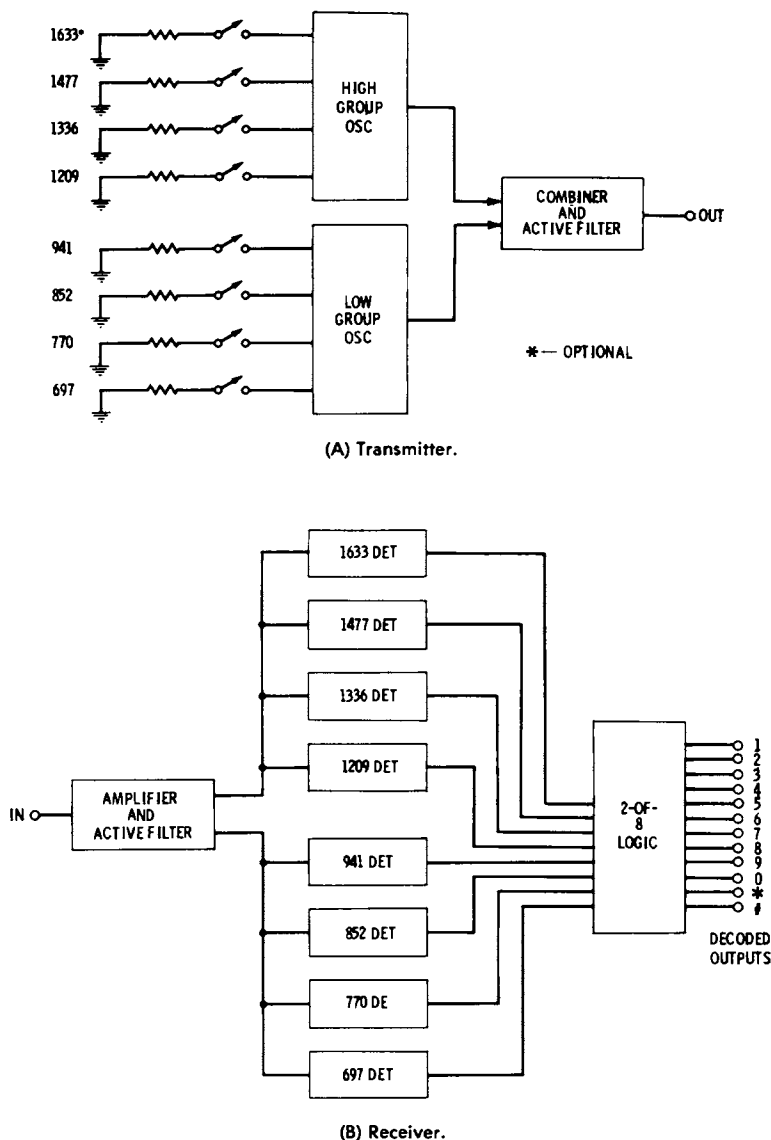 1633*
1477
1336
1209
HIGH
GROUP
OSC
941
852
770
697
LOW
GROUP
OSC
COMBINER
AND
ACTIVE FILTER
OUT
* — OPTIONAL
(A) Transmitter.
1633 DET
1477 DET
1336 DET
1209 DET
941 DET
852 DET
770 DE
697 DET
IN
AMPLIFIER
AND
ACTIVE FILTER
2-OF-
8
LOGIC
1
2
3
4
5
6
7
8
9
0
*
#
DECODED
OUTPUTS
(B) Receiver.